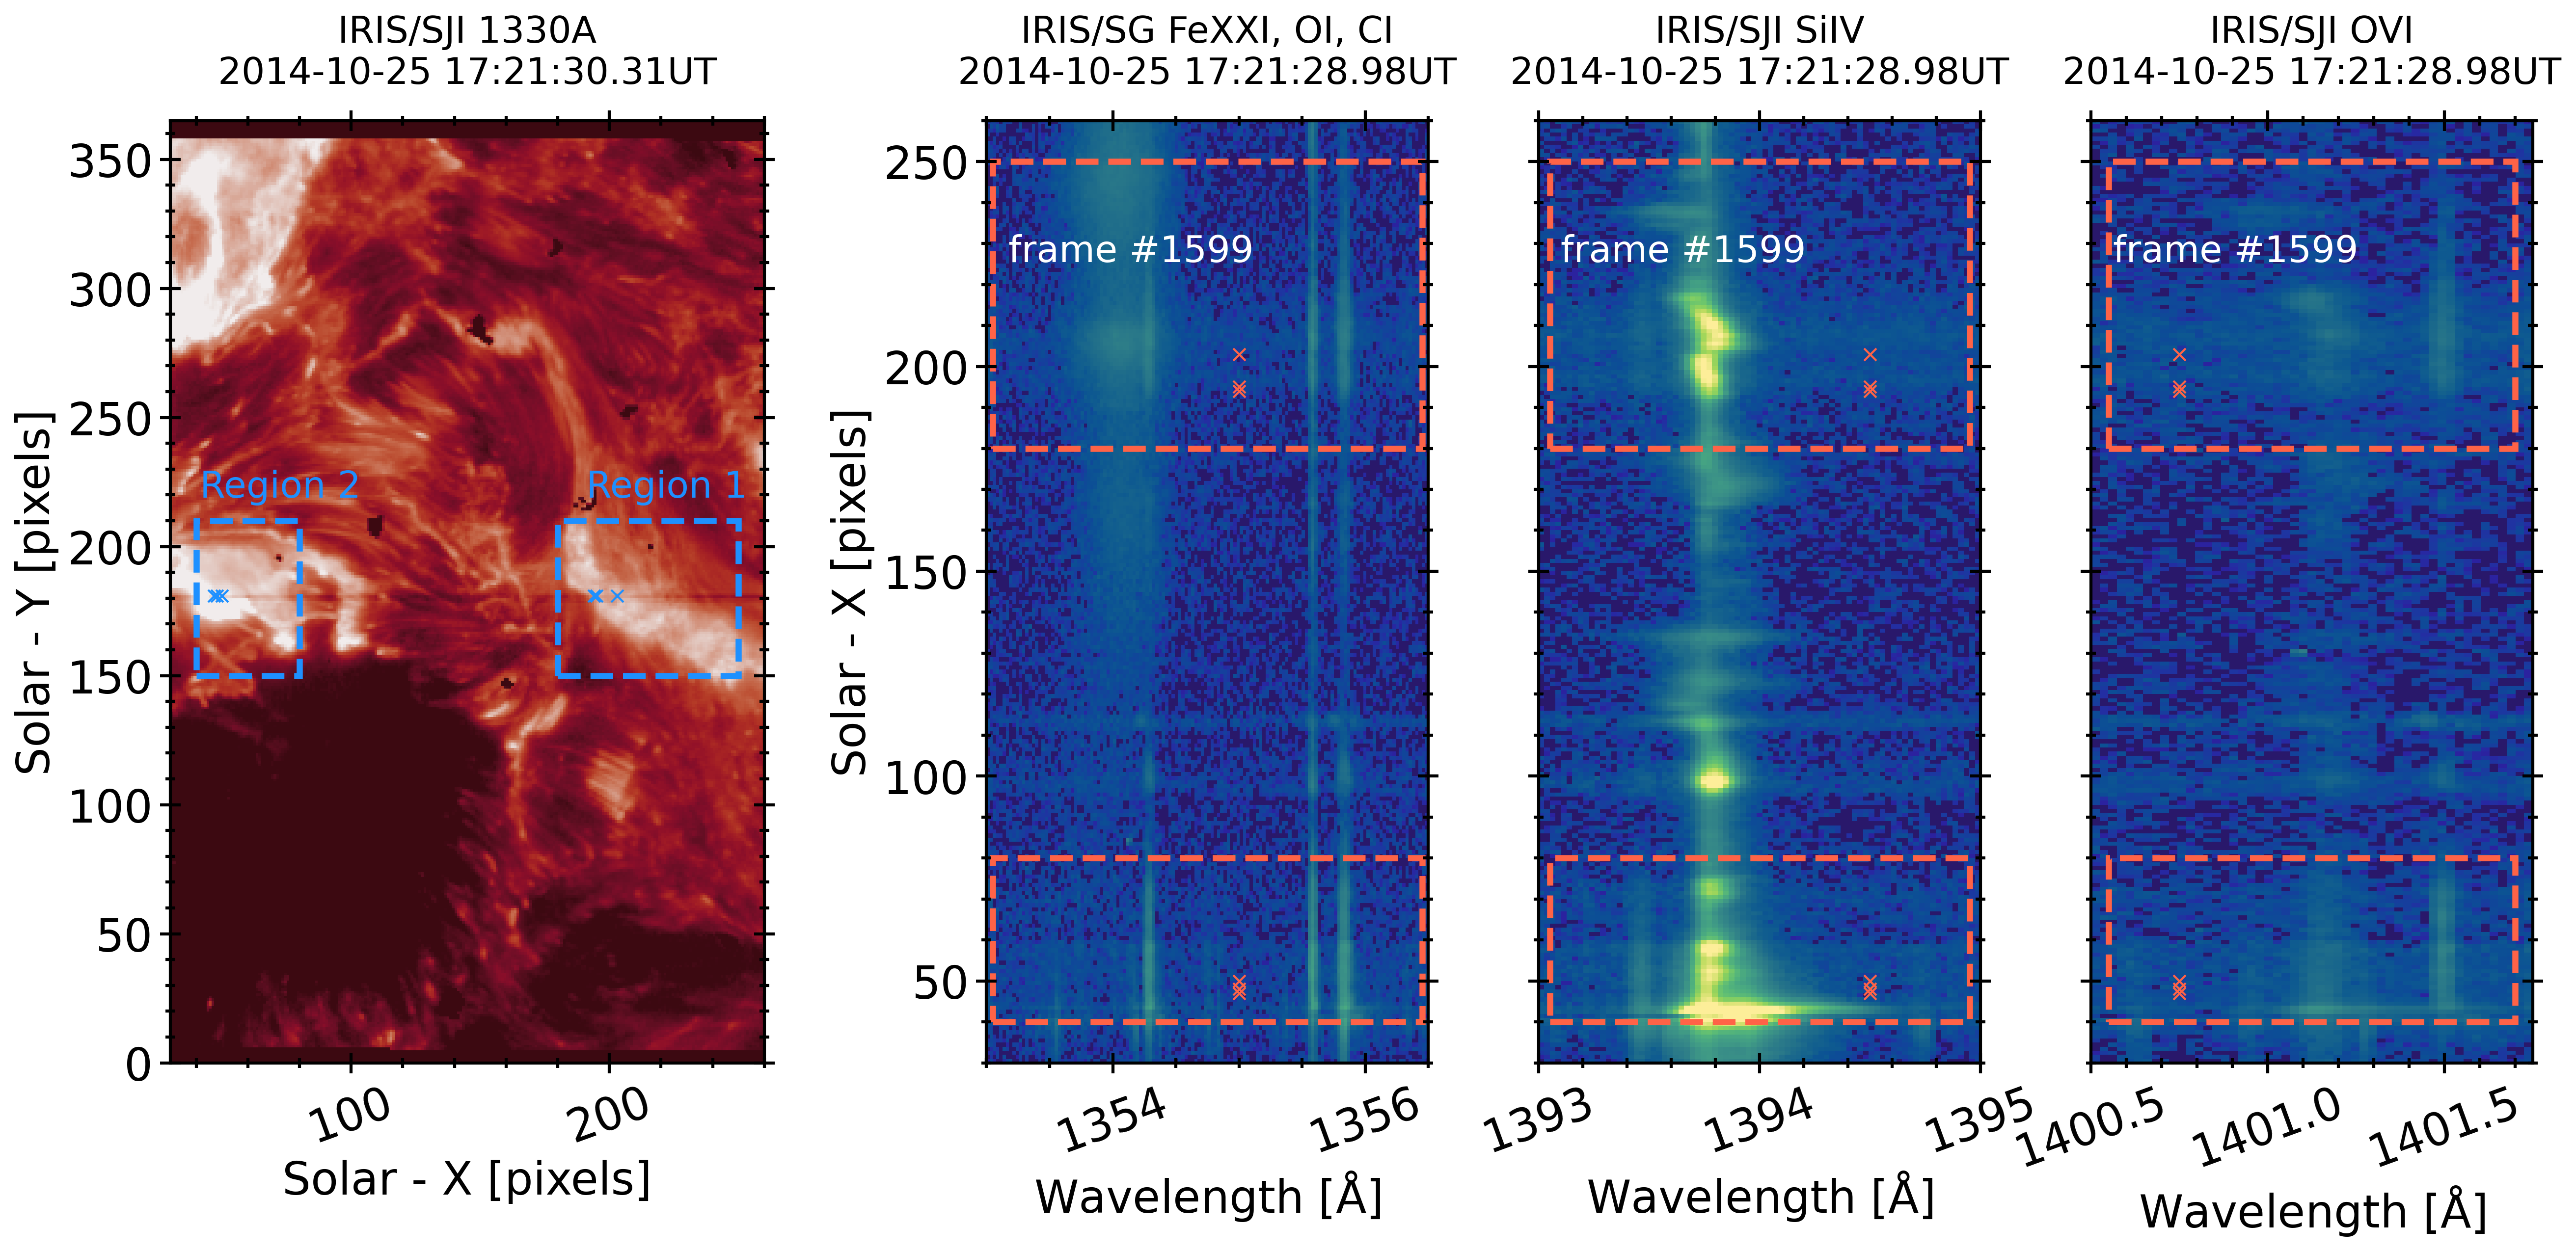 IRIS/SJI 1330A
2014-10-25 17:21:30.31UT
IRIS/SG FeXXI, OI, CI
2014-10-25 17:21:28.98UT
IRIS/SJI SiIV
2014-10-25 17:21:28.98UT
IRIS/SJI OVI
2014-10-25 17:21:28.98UT
Solar - Y [pixels]
350
300
250
200
150
100
50
0
Region 2
Region 1
100
200
Solar - X [pixels]
Solar - X [pixels]
250
200
150
100
50
frame #1599
1354
1356
Wavelength [Å]
frame #1599
1393
1394
1395
Wavelength [Å]
frame #1599
1400.5
1401.0
1401.5
Wavelength [Å]